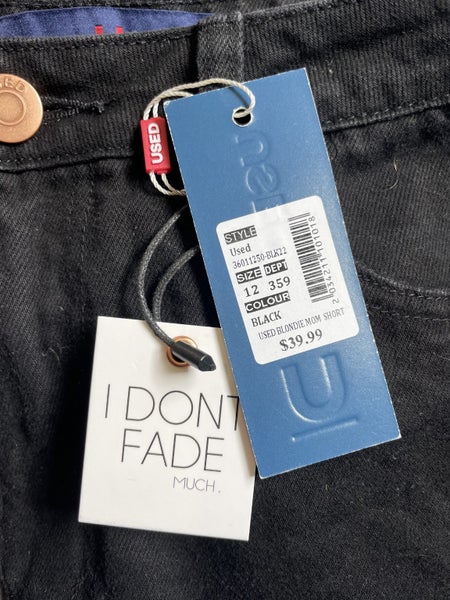 USED
USED
STYLE
Used
36011250-BLK22
SIZE DEPT
12 359
COLOUR
BLACK
USED BLONDIE MOM SHORT
$39.99
I DONT
FADE
MUCH.